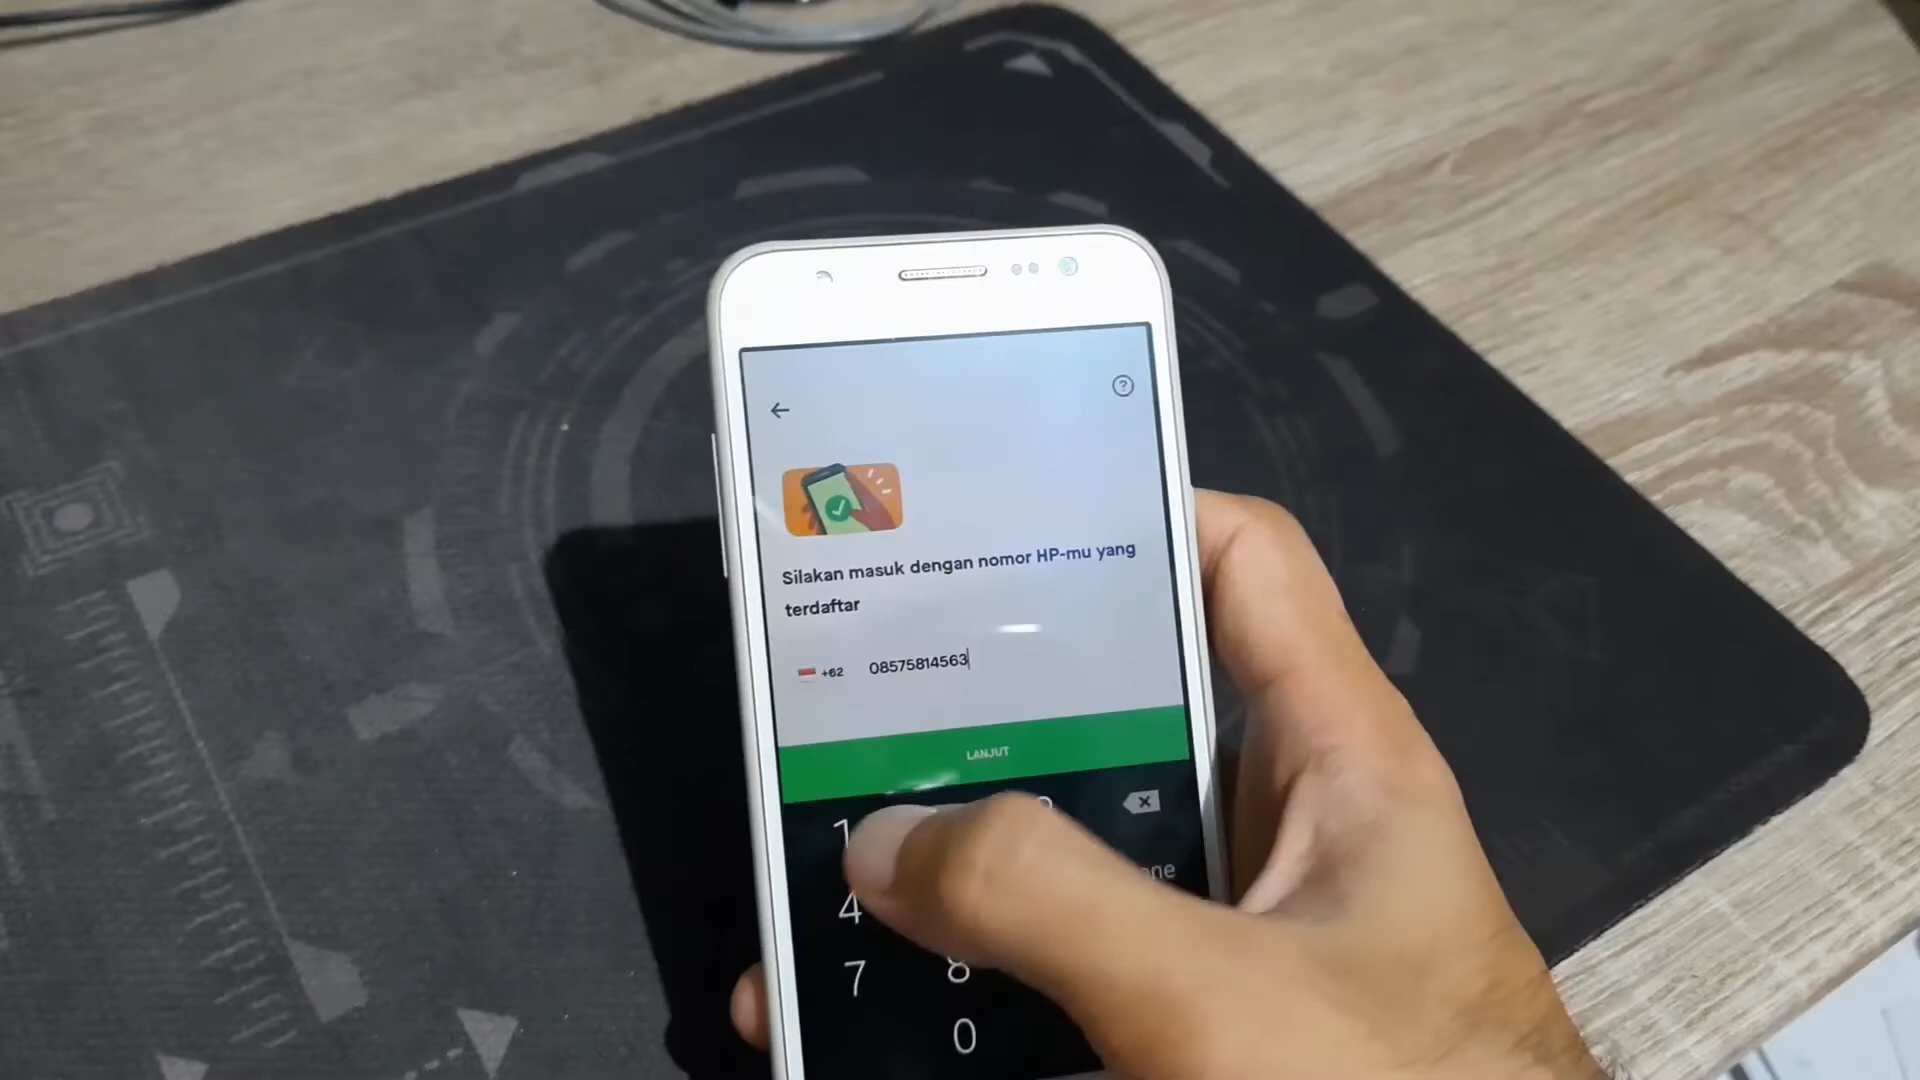 Silakan masuk dengan nomor HP-mu yang
terdaftar
+62 08575814563
LANJUT
1
4
7 8
0